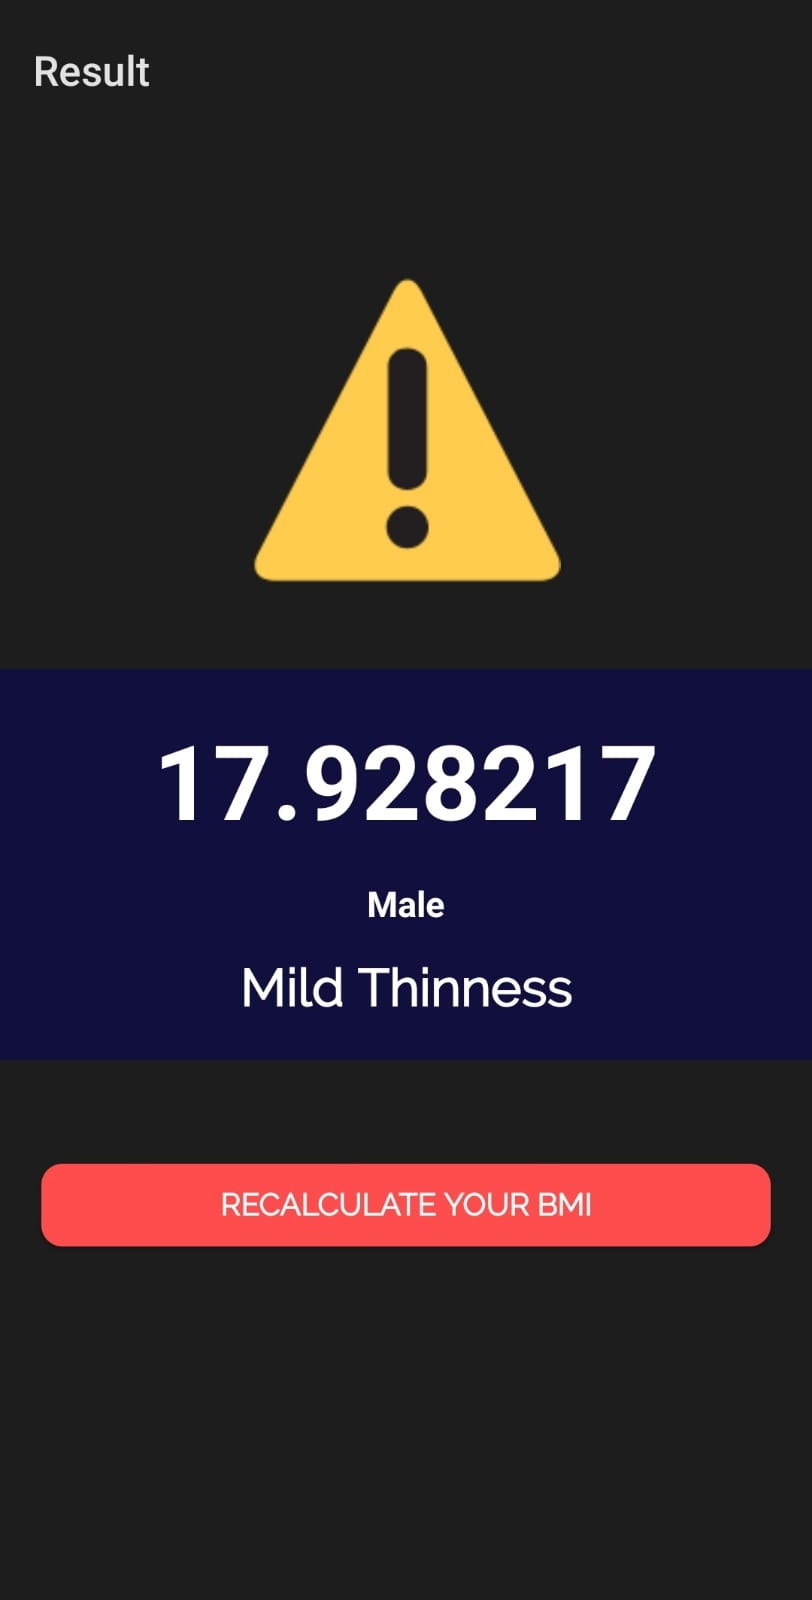 Result
17.928217
Male
Mild Thinness
RECALCULATE YOUR BMI